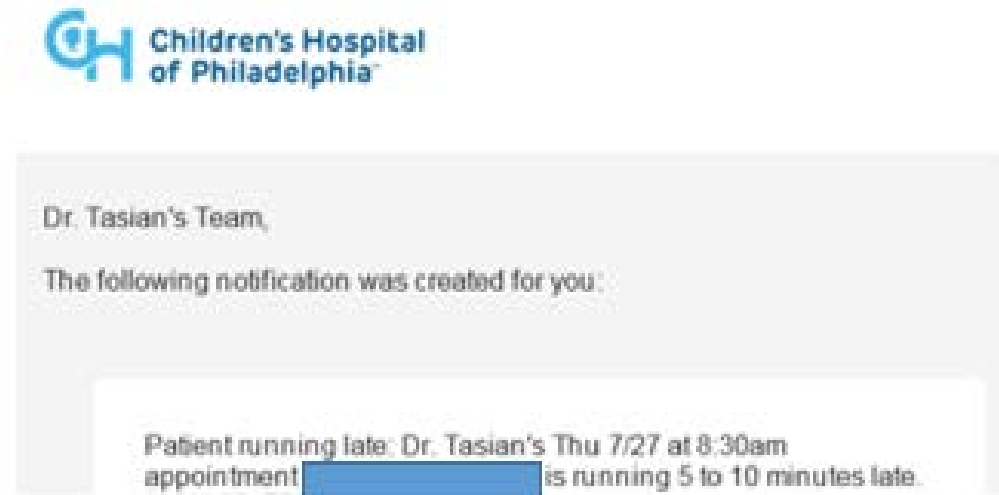 Children's Hospital
of Philadelphia
Dr. Tasian's Team,
The following notification was created for you:
Patient running late: Dr. Tasian's Thu 7/27 at 8:30am
appointment is running 5 to 10 minutes late.